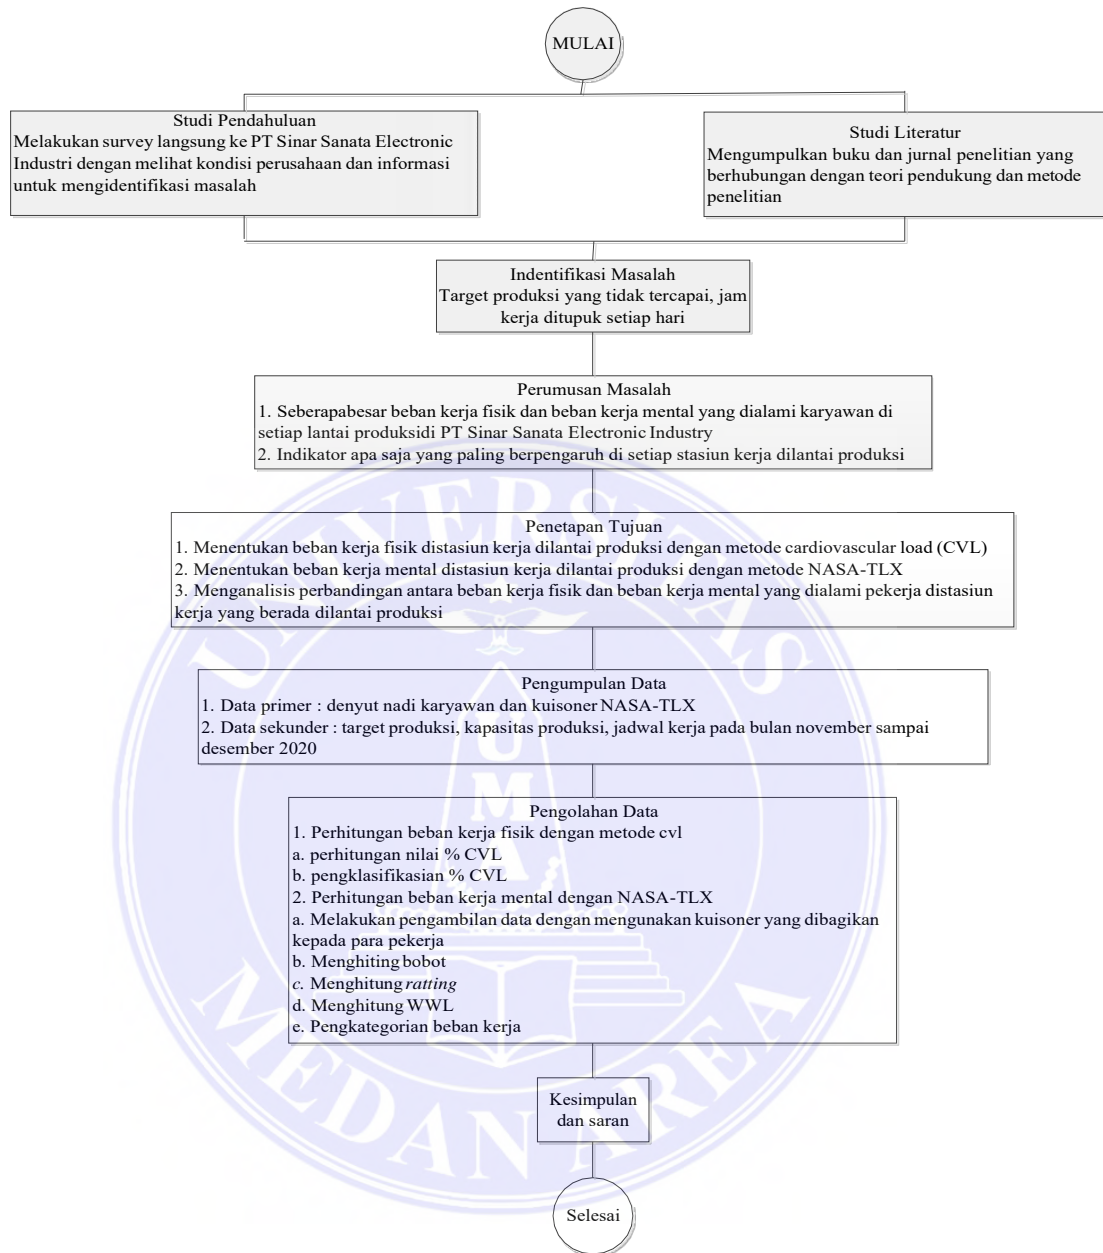 MULAI
Studi Pendahuluan
Melakukan survey langsung ke PT Sinar Sanata Electronic
Industri dengan melihat kondisi perusahaan dan informasi
untuk mengidentifikasi masalah
Studi Literatur
Mengumpulkan buku dan jurnal penelitian yang
berhubungan dengan teori pendukung dan metode
penelitian
Indentifikasi Masalah
Target produksi yang tidak tercapai, jam
kerja ditupuk setiap hari
Perumusan Masalah
1. Seberapabesar beban kerja fisik dan beban kerja mental yang dialami karyawan di
setiap lantai produksidi PT Sinar Sanata Electronic Industry
2. Indikator apa saja yang paling berpengaruh di setiap stasiun kerja dilantai produksi
Penetapan Tujuan
1. Menentukan beban kerja fisik distasiun kerja dilantai produksi dengan metode cardiovascular load (CVL)
2. Menentukan beban kerja mental distasiun kerja dilantai produksi dengan metode NASA-TLX
3. Menganalisis perbandingan antara beban kerja fisik dan beban kerja mental yang dialami pekerja distasiun
kerja yang berada dilantai produksi
Pengumpulan Data
1. Data primer : denyut nadi karyawan dan kuisoner NASA-TLX
2. Data sekunder : target produksi, kapasitas produksi, jadwal kerja pada bulan november sampai
desember 2020
Pengolahan Data
1. Perhitungan beban kerja fisik dengan metode cvl
a. perhitungan nilai % CVL
b. pengklasifikasian % CVL
2. Perhitungan beban kerja mental dengan NASA-TLX
a. Melakukan pengambilan data dengan mengunakan kuisoner yang dibagikan
kepada para pekerja
b. Menghiting bobot
c. Menghitung ratting
d. Menghitung WWL
e. Pengkategorian beban kerja
Kesimpulan
dan saran
Selesai
UNIVERSITAS
MEDAN AREA
UMA